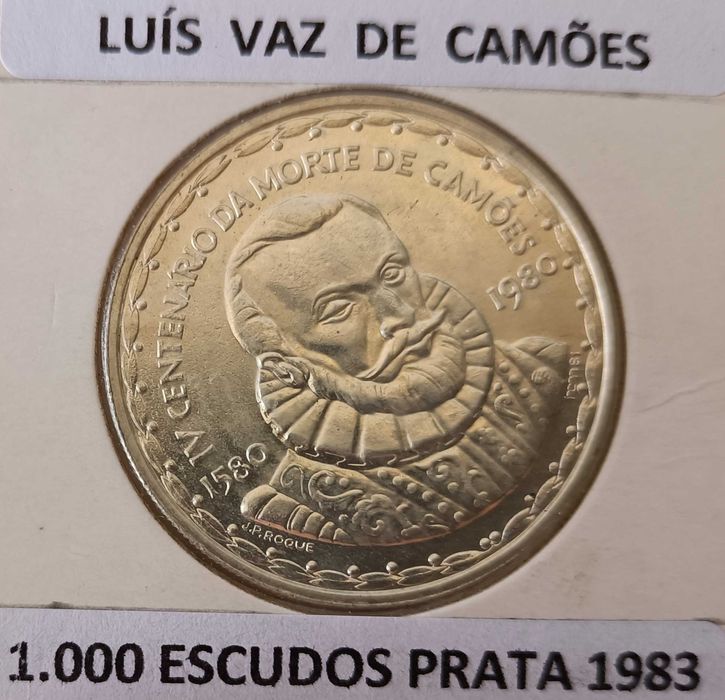 LUÍS VAZ DE CAMÕES
IV CENTENÁRIO DA MORTE DE CAMÕES
1580
1980
J.P.ROQUE
1.000 ESCUDOS PRATA 1983